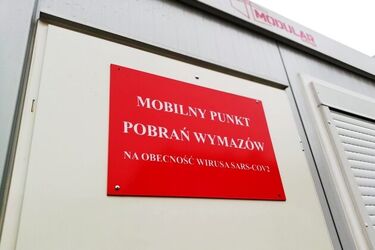 MODULAR
MOBILNY PUNKT
POBRAŃ WYMAZÓW
NA OBECNOŚĆ WIRUSA SARS-COV2